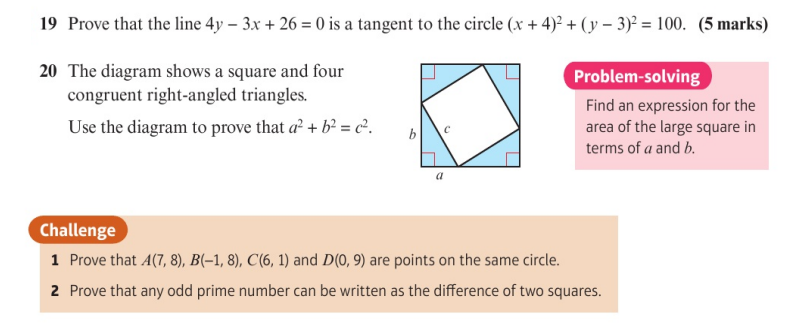 19 Prove that the line 4y − 3x + 26 = 0 is a tangent to the circle (x + 4)² + (y − 3)² = 100. (5 marks)
20 The diagram shows a square and four
congruent right-angled triangles.
Use the diagram to prove that a² + b² = c².
b
c
a
Problem-solving
Find an expression for the
area of the large square in
terms of a and b.
Challenge
1 Prove that A(7, 8), B(−1, 8), C(6, 1) and D(0, 9) are points on the same circle.
2 Prove that any odd prime number can be written as the difference of two squares.